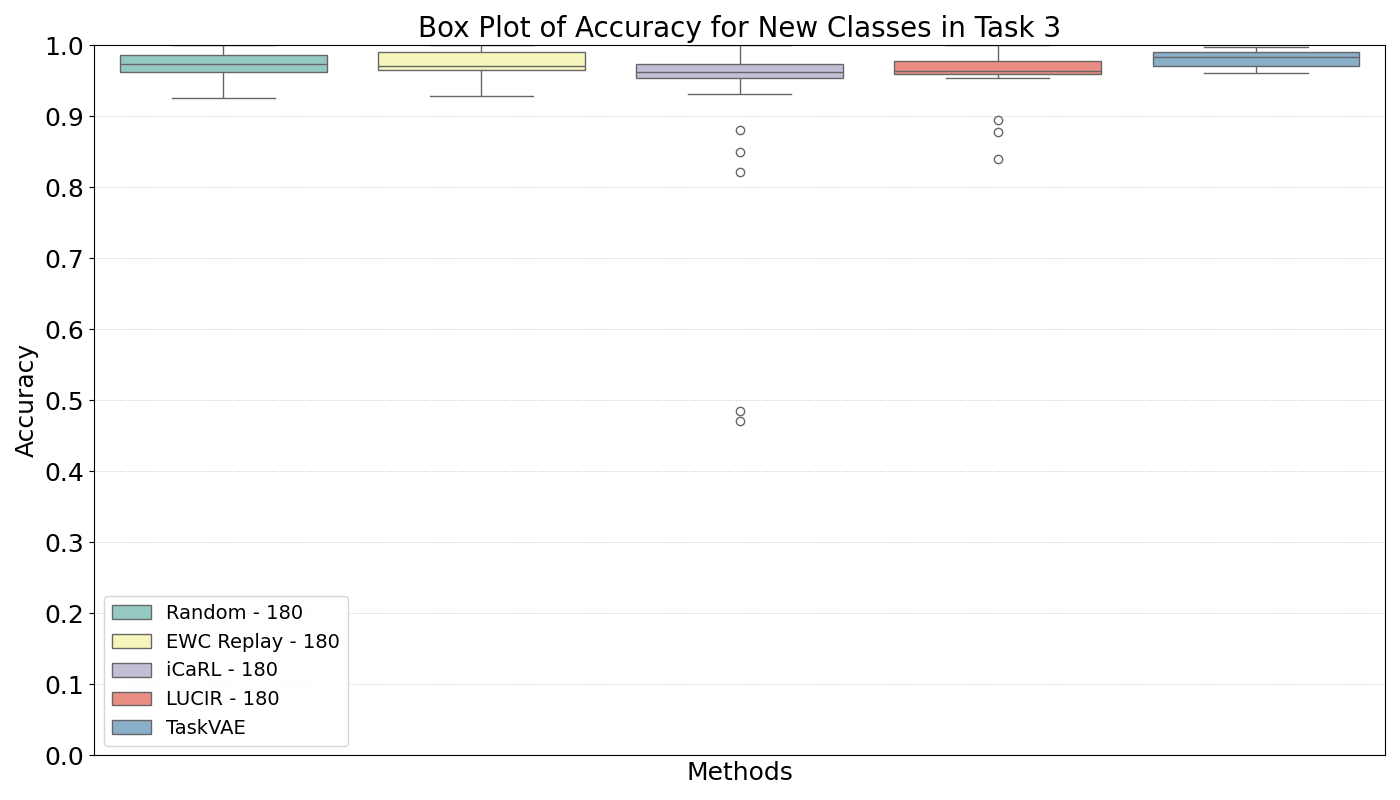 Box Plot of Accuracy for New Classes in Task 3
1.0
0.9
0.8
0.7
0.6
0.5
0.4
0.3
0.2
0.1
0.0
Accuracy
Random - 180
EWC Replay - 180
iCaRL - 180
LUCIR - 180
TaskVAE
Methods